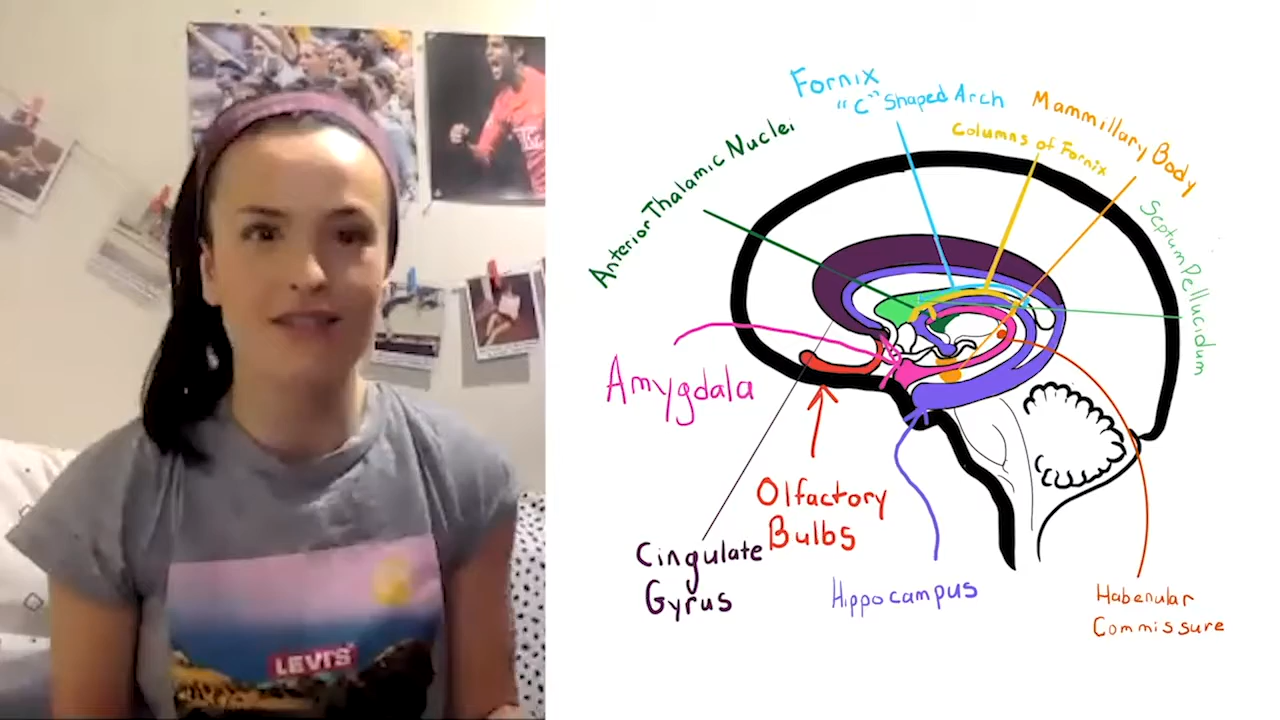 Fornix
"C" Shaped Arch
Mammillary Body
Columns of Fornix
Anterior Thalamic Nuclei
Septum Pellucidum
Amygdala
Olfactory
Bulbs
Cingulate
Gyrus
Hippocampus
Habenular
Commissure
LEVI'S